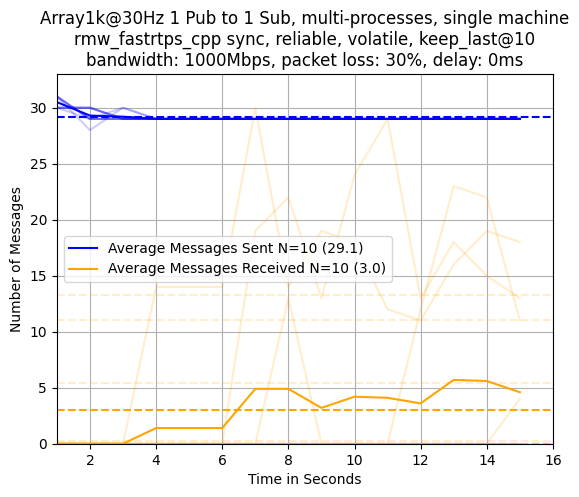 Array1k@30Hz 1 Pub to 1 Sub, multi-processes, single machine
rmw_fastrtps_cpp sync, reliable, volatile, keep_last@10
bandwidth: 1000Mbps, packet loss: 30%, delay: 0ms
Number of Messages
30
25
20
15
10
5
0
Average Messages Sent N=10 (29.1)
Average Messages Received N=10 (3.0)
2
4
6
8
10
12
14
16
Time in Seconds